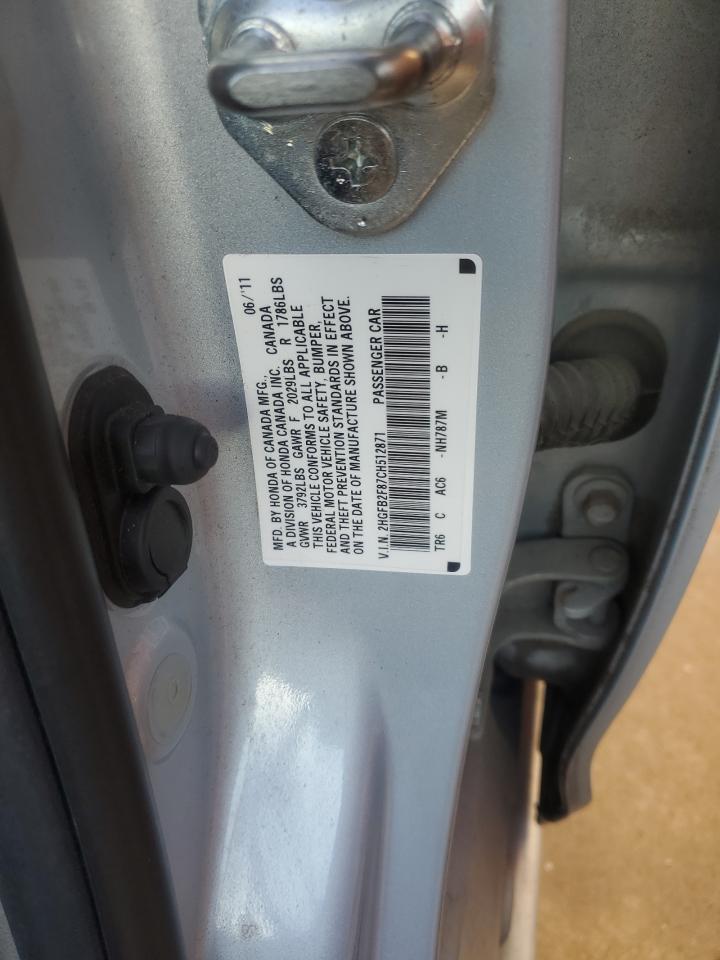 MFD. BY HONDA OF CANADA MFG., CANADA 06/'11
A DIVISION OF HONDA CANADA INC.
GVWR 3792LBS GAWR F 2029LBS R 1786LBS
THIS VEHICLE CONFORMS TO ALL APPLICABLE
FEDERAL MOTOR VEHICLE SAFETY, BUMPER,
AND THEFT PREVENTION STANDARDS IN EFFECT
ON THE DATE OF MANUFACTURE SHOWN ABOVE.
V.I.N. 2HGFB2F87CH512871 PASSENGER CAR
TR6 C AC6 -NH787M -B -H